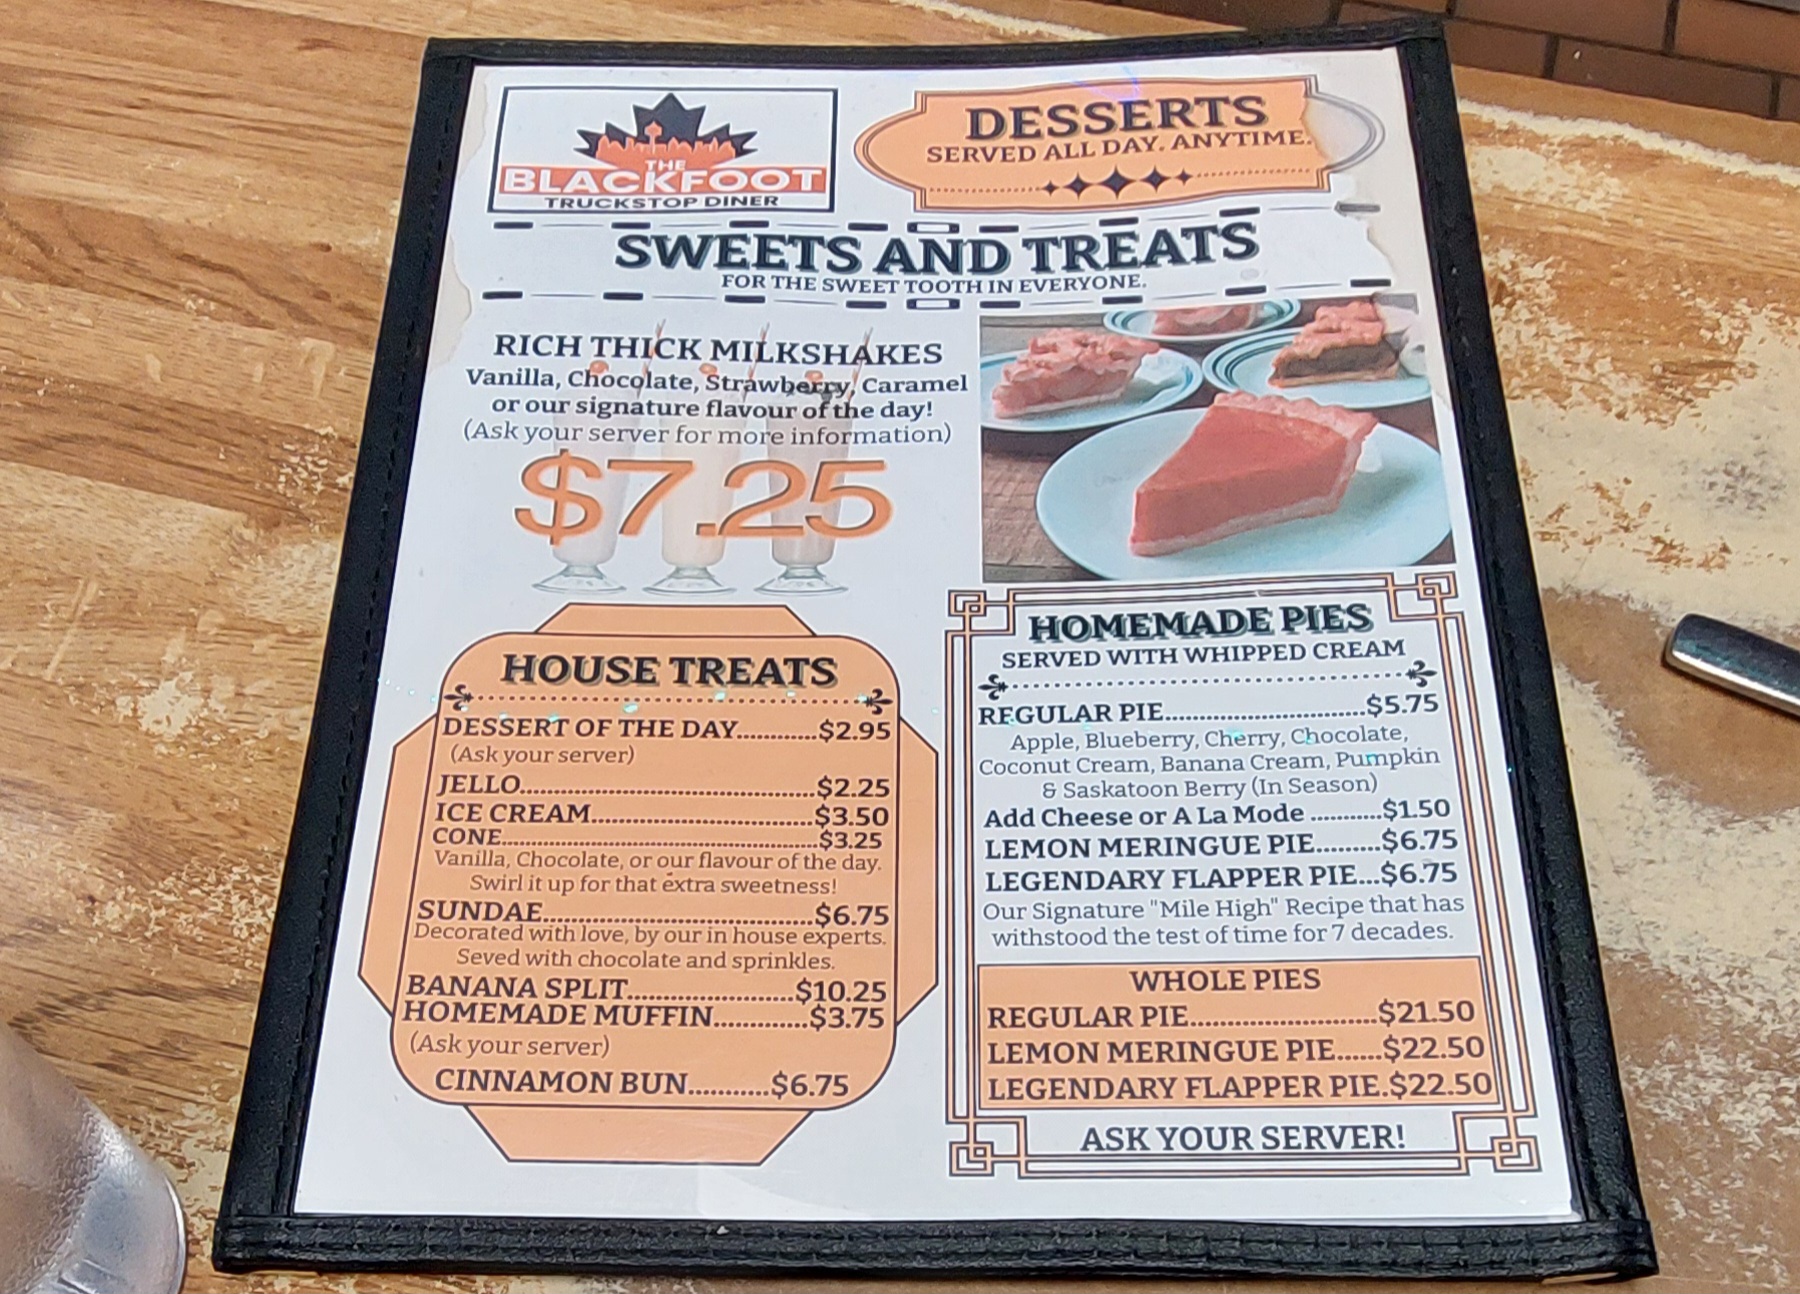 THE
BLACKFOOT
TRUCKSTOP DINER
DESSERTS
SERVED ALL DAY. ANYTIME.
SWEETS AND TREATS
FOR THE SWEET TOOTH IN EVERYONE.
RICH THICK MILKSHAKES
Vanilla, Chocolate, Strawberry, Caramel
or our signature flavour of the day!
(Ask your server for more information)
$7.25
HOUSE TREATS
DESSERT OF THE DAY............$2.95
(Ask your server)
JELLO.............................................$2.25
ICE CREAM..................................$3.50
CONE................................................$3.25
Vanilla, Chocolate, or our flavour of the day.
Swirl it up for that extra sweetness!
SUNDAE.........................................$6.75
Decorated with love, by our in house experts.
Seved with chocolate and sprinkles.
BANANA SPLIT.........................$10.25
HOMEMADE MUFFIN..............$3.75
(Ask your server)
CINNAMON BUN............$6.75
HOMEMADE PIES
SERVED WITH WHIPPED CREAM
REGULAR PIE..............................$5.75
Apple, Blueberry, Cherry, Chocolate,
Coconut Cream, Banana Cream, Pumpkin
& Saskatoon Berry (In Season)
Add Cheese or A La Mode ...........$1.50
LEMON MERINGUE PIE..........$6.75
LEGENDARY FLAPPER PIE...$6.75
Our Signature "Mile High" Recipe that has
withstood the test of time for 7 decades.
WHOLE PIES
REGULAR PIE............................$21.50
LEMON MERINGUE PIE.......$22.50
LEGENDARY FLAPPER PIE.$22.50
ASK YOUR SERVER!